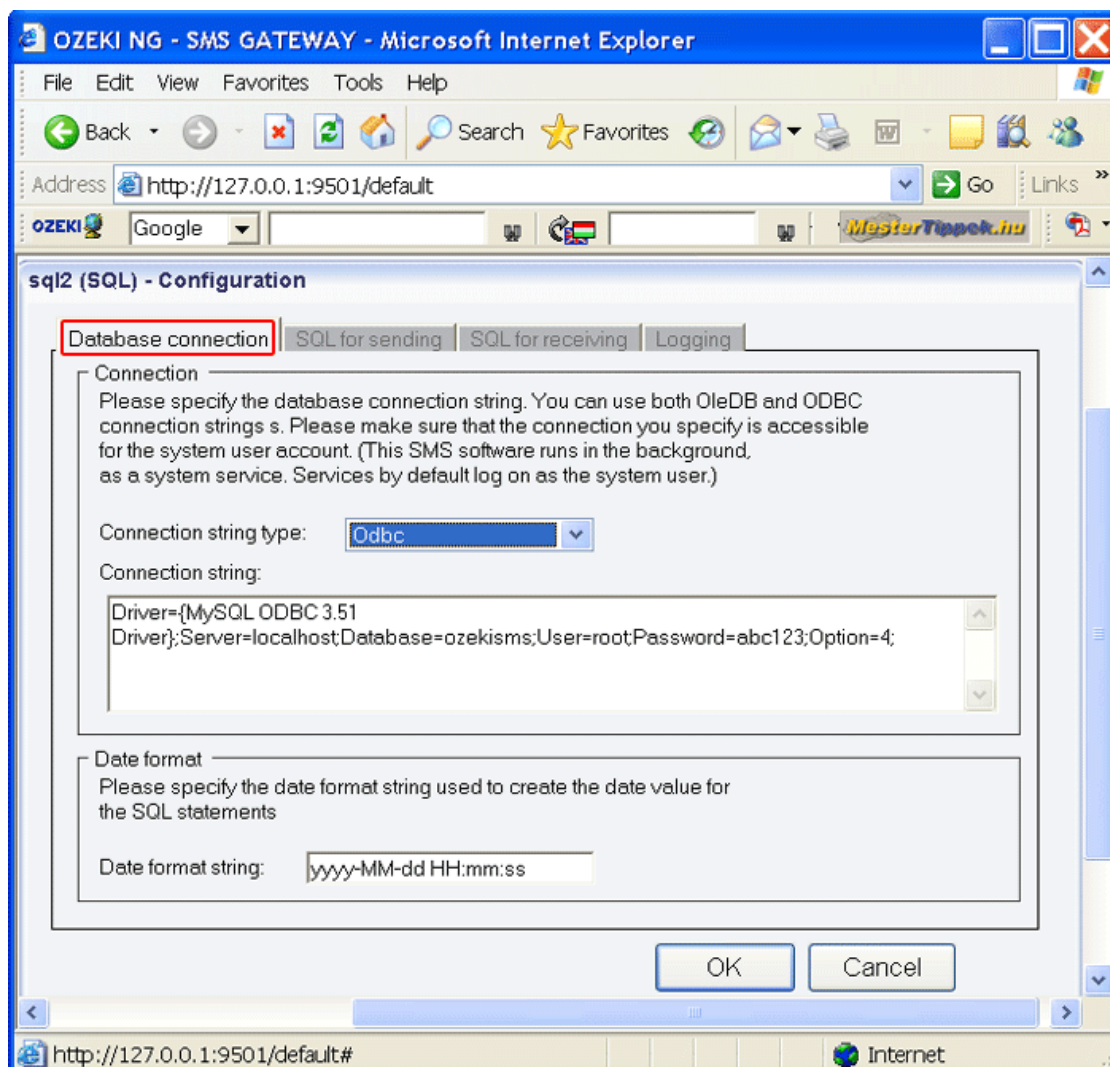 OZEKI NG - SMS GATEWAY - Microsoft Internet Explorer
File Edit View Favorites Tools Help
Back Search Favorites
Address http://127.0.0.1:9501/default Go Links »
OZEKI Google MesterTippek.hu
sql2 (SQL) - Configuration
Database connection SQL for sending SQL for receiving Logging
Connection
Please specify the database connection string. You can use both OleDB and ODBC
connection strings s. Please make sure that the connection you specify is accessible
for the system user account. (This SMS software runs in the background,
as a system service. Services by default log on as the system user.)
Connection string type: Odbc
Connection string:
Driver={MySQL ODBC 3.51
Driver};Server=localhost;Database=ozekisms;User=root;Password=abc123;Option=4;
Date format
Please specify the date format string used to create the date value for
the SQL statements
Date format string: yyyy-MM-dd HH:mm:ss
OK Cancel
http://127.0.0.1:9501/default# Internet